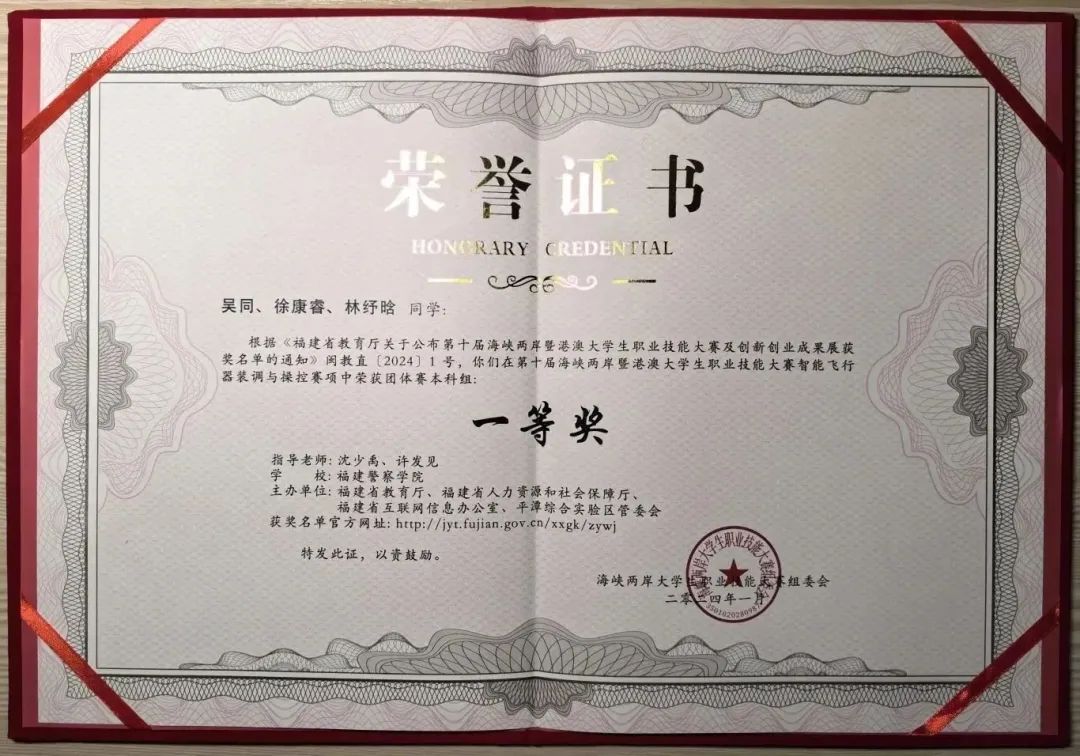 荣誉证书
HONORARY CREDENTIAL
吴同、徐康睿、林纾晗 同学:
根据《福建省教育厅关于公布第十届海峡两岸暨港澳大学生职业技能大赛及创新创业成果展获
奖名单的通知》闽教直〔2024〕1号,你们在第十届海峡两岸暨港澳大学生职业技能大赛智能飞行
器装调与操控赛项中荣获团体赛本科组:
一等奖
指导老师:沈少禹、许发见
学 校:福建警察学院
主办单位:福建省教育厅、福建省人力资源和社会保障厅、
福建省互联网信息办公室、平潭综合实验区管委会
获奖名单官方网址:http://jyt.fujian.gov.cn/xxgk/zywj
特发此证,以资鼓励。
海峡两岸大学生职业技能大赛组委会
二零二四年一月